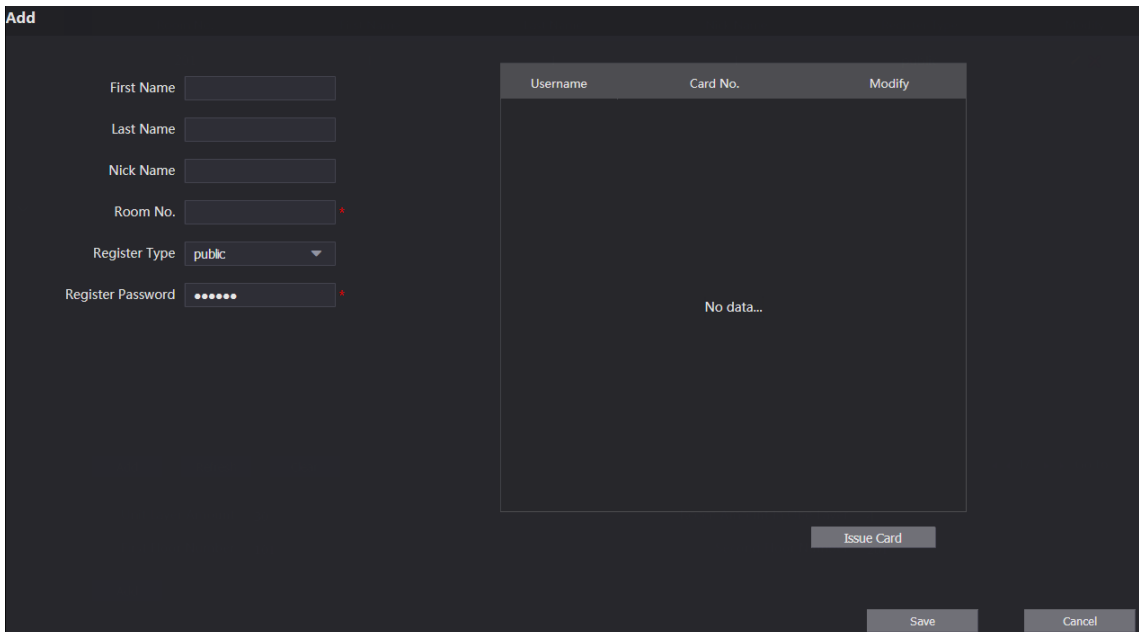 Add
First Name
Last Name
Nick Name
Room No. *
Register Type public
Register Password •••••• *
Username Card No. Modify
No data...
Issue Card
Save Cancel